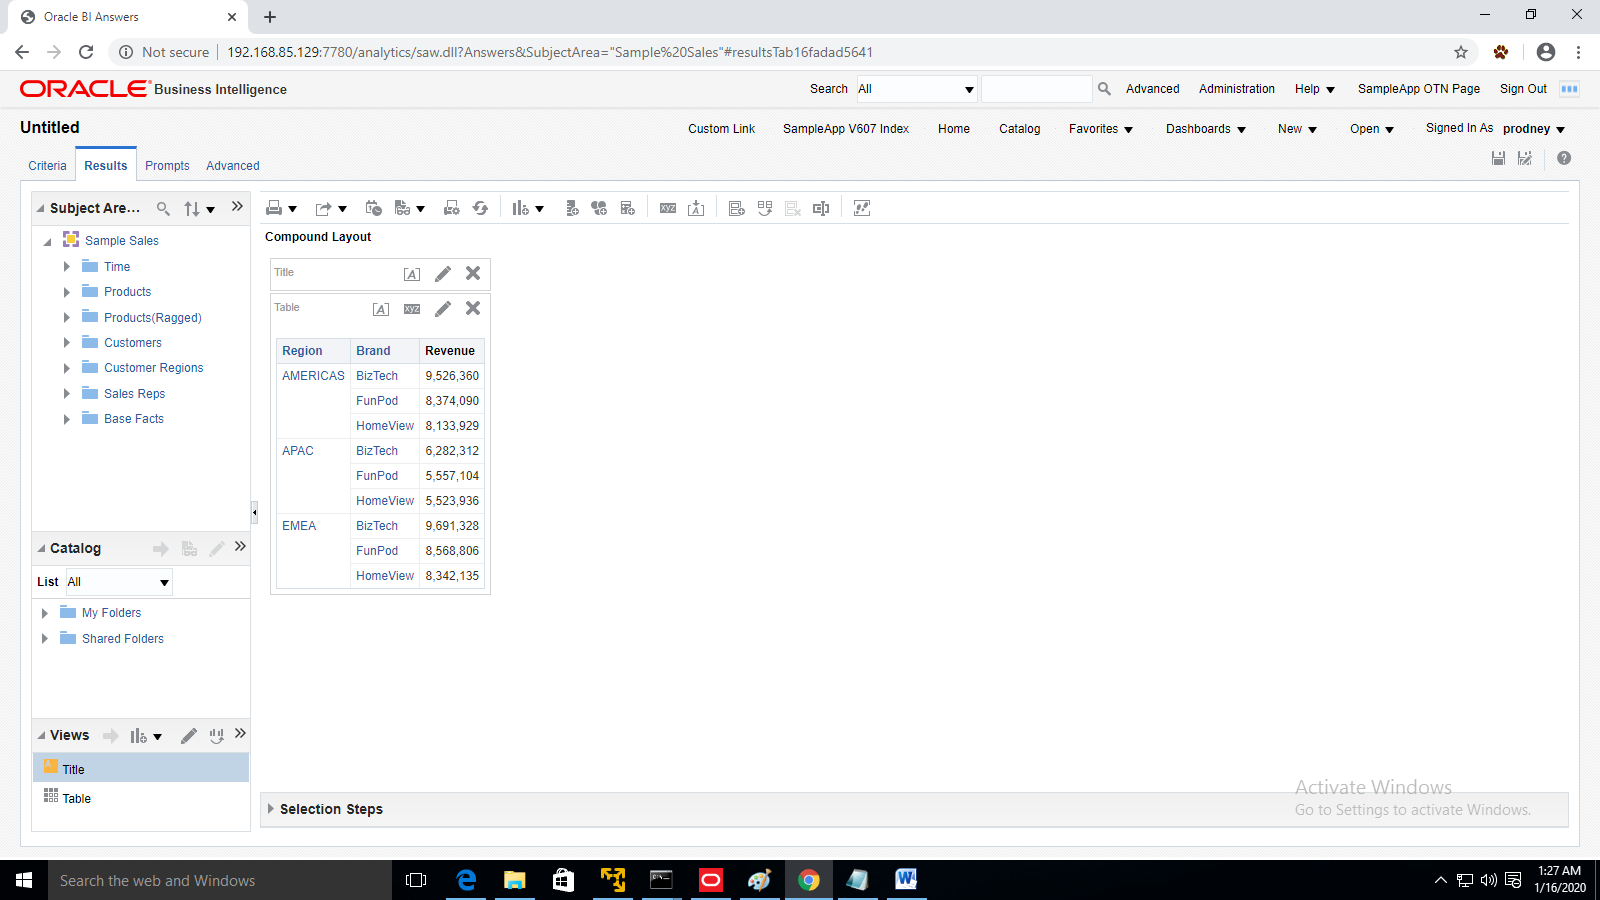 Oracle BI Answers
Not secure | 192.168.85.129:7780/analytics/saw.dll?Answers&SubjectArea="Sample%20Sales"#resultsTab16fadad5641
ORACLE Business Intelligence
Search All Advanced Administration Help SampleApp OTN Page Sign Out
Untitled
Custom Link SampleApp V607 Index Home Catalog Favorites Dashboards New Open Signed In As prodney
Criteria Results Prompts Advanced
Subject Are...
Sample Sales
Time
Products
Products(Ragged)
Customers
Customer Regions
Sales Reps
Base Facts
Catalog
List All
My Folders
Shared Folders
Views
Title
Table
Compound Layout
Title
Table
xyz
Region Brand Revenue
AMERICAS BizTech 9,526,360
FunPod 8,374,090
HomeView 8,133,929
APAC BizTech 6,282,312
FunPod 5,557,104
HomeView 5,523,936
EMEA BizTech 9,691,328
FunPod 8,568,806
HomeView 8,342,135
Selection Steps
Activate Windows
Go to Settings to activate Windows.
Search the web and Windows
1:27 AM
1/16/2020